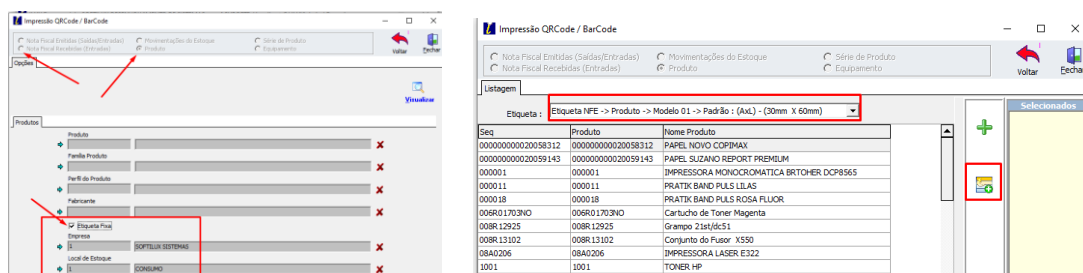 Impressão QRCode / BarCode
Nota Fiscal Emitidas (Saídas/Entradas) Movimentações do Estoque Série de Produto
Nota Fiscal Recebidas (Entradas) Produto Equipamento
Voltar Fechar
Opções
Visualizar
Produtos
Produto
Família Produto
Perfil do Produto
Fabricante
Etiqueta Fixa
Empresa
1 SOFTILUX SISTEMAS
Local de Estoque
1 CONSUMO
Impressão QRCode / BarCode
Nota Fiscal Emitidas (Saídas/Entradas) Movimentações do Estoque Série de Produto
Nota Fiscal Recebidas (Entradas) Produto Equipamento
Voltar Fechar
Listagem
Etiqueta : Etiqueta NFE -> Produto -> Modelo 01 -> Padrão : (AxL) - (30mm X 60mm)
Selecionados
Seq Produto Nome Produto
000000000020058312 000000000020058312 PAPEL NOVO COPIMAX
000000000020059143 000000000020059143 PAPEL SUZANO REPORT PREMIUM
000001 000001 IMPRESSORA MONOCROMATICA BRTOHER DCP8565
000011 000011 PRATIK BAND PULS LILAS
000018 000018 PRATIK BAND PULS ROSA FLUOR
006R01703NO 006R01703NO Cartucho de Toner Magenta
008R12925 008R12925 Grampo 21st/dc51
008R13102 008R13102 Conjunto do Fusor X550
08A0206 08A0206 IMPRESSORA LASER E322
1001 1001 TONER HP